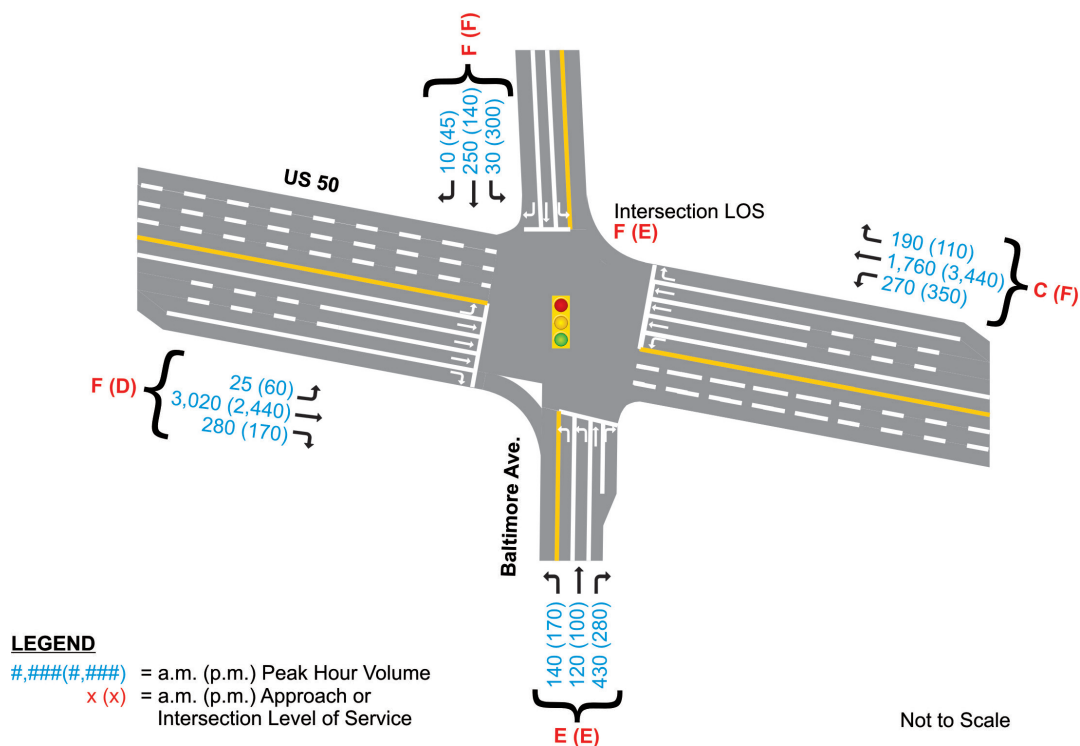 F (F)
10 (45)
250 (140)
30 (300)
US 50
Intersection LOS
F (E)
190 (110)
1,760 (3,440)
270 (350)
C (F)
F (D)
25 (60)
3,020 (2,440)
280 (170)
Baltimore Ave.
140 (170)
120 (100)
430 (280)
E (E)
LEGEND
#,###(#,###) = a.m. (p.m.) Peak Hour Volume
x (x) = a.m. (p.m.) Approach or
Intersection Level of Service
Not to Scale